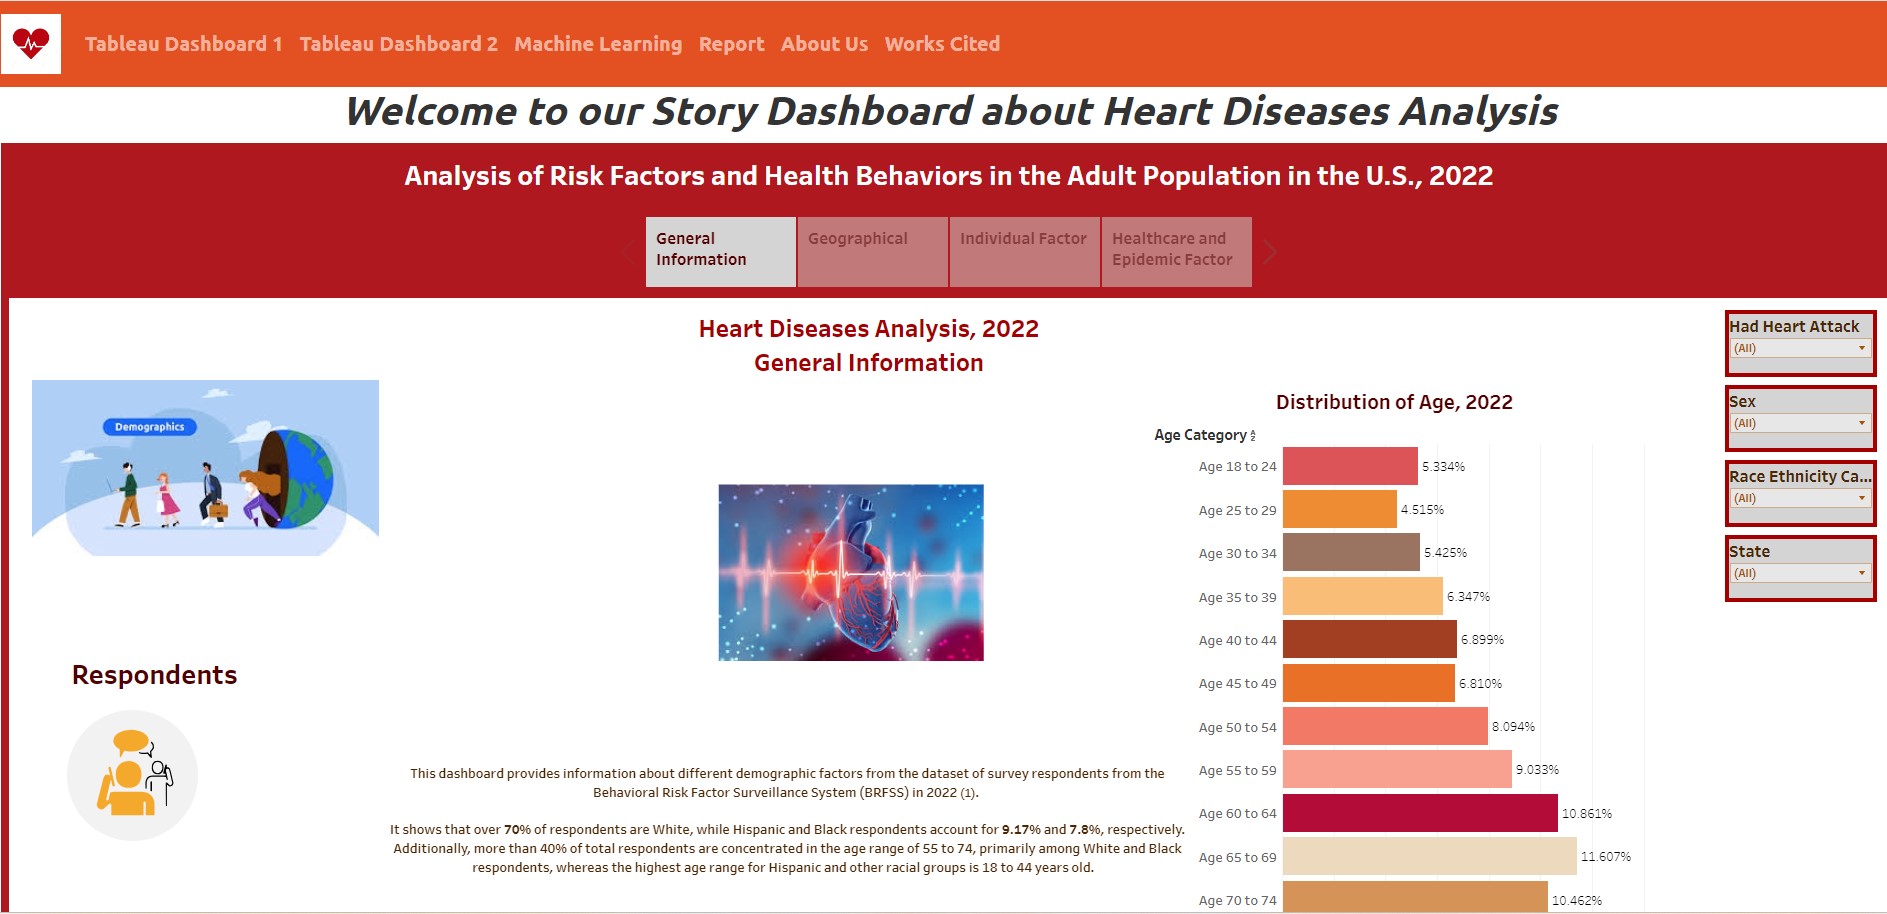 Tableau Dashboard 1 Tableau Dashboard 2 Machine Learning Report About Us Works Cited
Welcome to our Story Dashboard about Heart Diseases Analysis
Analysis of Risk Factors and Health Behaviors in the Adult Population in the U.S., 2022
General
Information
Geographical
Individual Factor
Healthcare and
Epidemic Factor
Heart Diseases Analysis, 2022
General Information
Demographics
Respondents
This dashboard provides information about different demographic factors from the dataset of survey respondents from the
Behavioral Risk Factor Surveillance System (BRFSS) in 2022 (1).
It shows that over 70% of respondents are White, while Hispanic and Black respondents account for 9.17% and 7.8%, respectively.
Additionally, more than 40% of total respondents are concentrated in the age range of 55 to 74, primarily among White and Black
respondents, whereas the highest age range for Hispanic and other racial groups is 18 to 44 years old.
Distribution of Age, 2022
Age Category
Age 18 to 24 5.334%
Age 25 to 29 4.515%
Age 30 to 34 5.425%
Age 35 to 39 6.347%
Age 40 to 44 6.899%
Age 45 to 49 6.810%
Age 50 to 54 8.094%
Age 55 to 59 9.033%
Age 60 to 64 10.861%
Age 65 to 69 11.607%
Age 70 to 74 10.462%
Had Heart Attack
(All)
Sex
(All)
Race Ethnicity Ca...
(All)
State
(All)